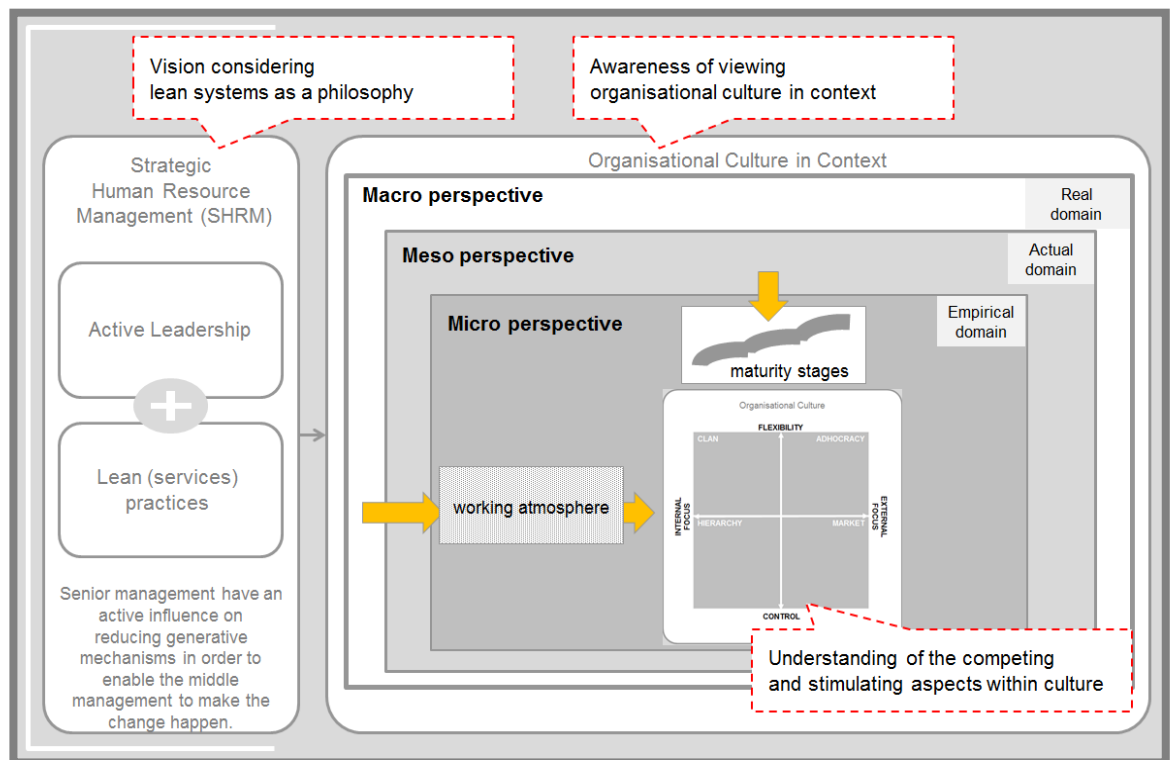 Vision considering
lean systems as a philosophy
Awareness of viewing
organisational culture in context
Strategic
Human Resource
Management (SHRM)
Active Leadership
Lean (services)
practices
Senior management have an
active influence on
reducing generative
mechanisms in order to
enable the middle
management to make the
change happen.
Organisational Culture in Context
Macro perspective
Real
domain
Meso perspective
Actual
domain
Micro perspective
Empirical
domain
maturity stages
working atmosphere
Organisational Culture
FLEXIBILITY
CLAN
ADHOCRACY
INTERNAL
FOCUS
EXTERNAL
FOCUS
HIERARCHY
MARKET
CONTROL
Understanding of the competing
and stimulating aspects within culture